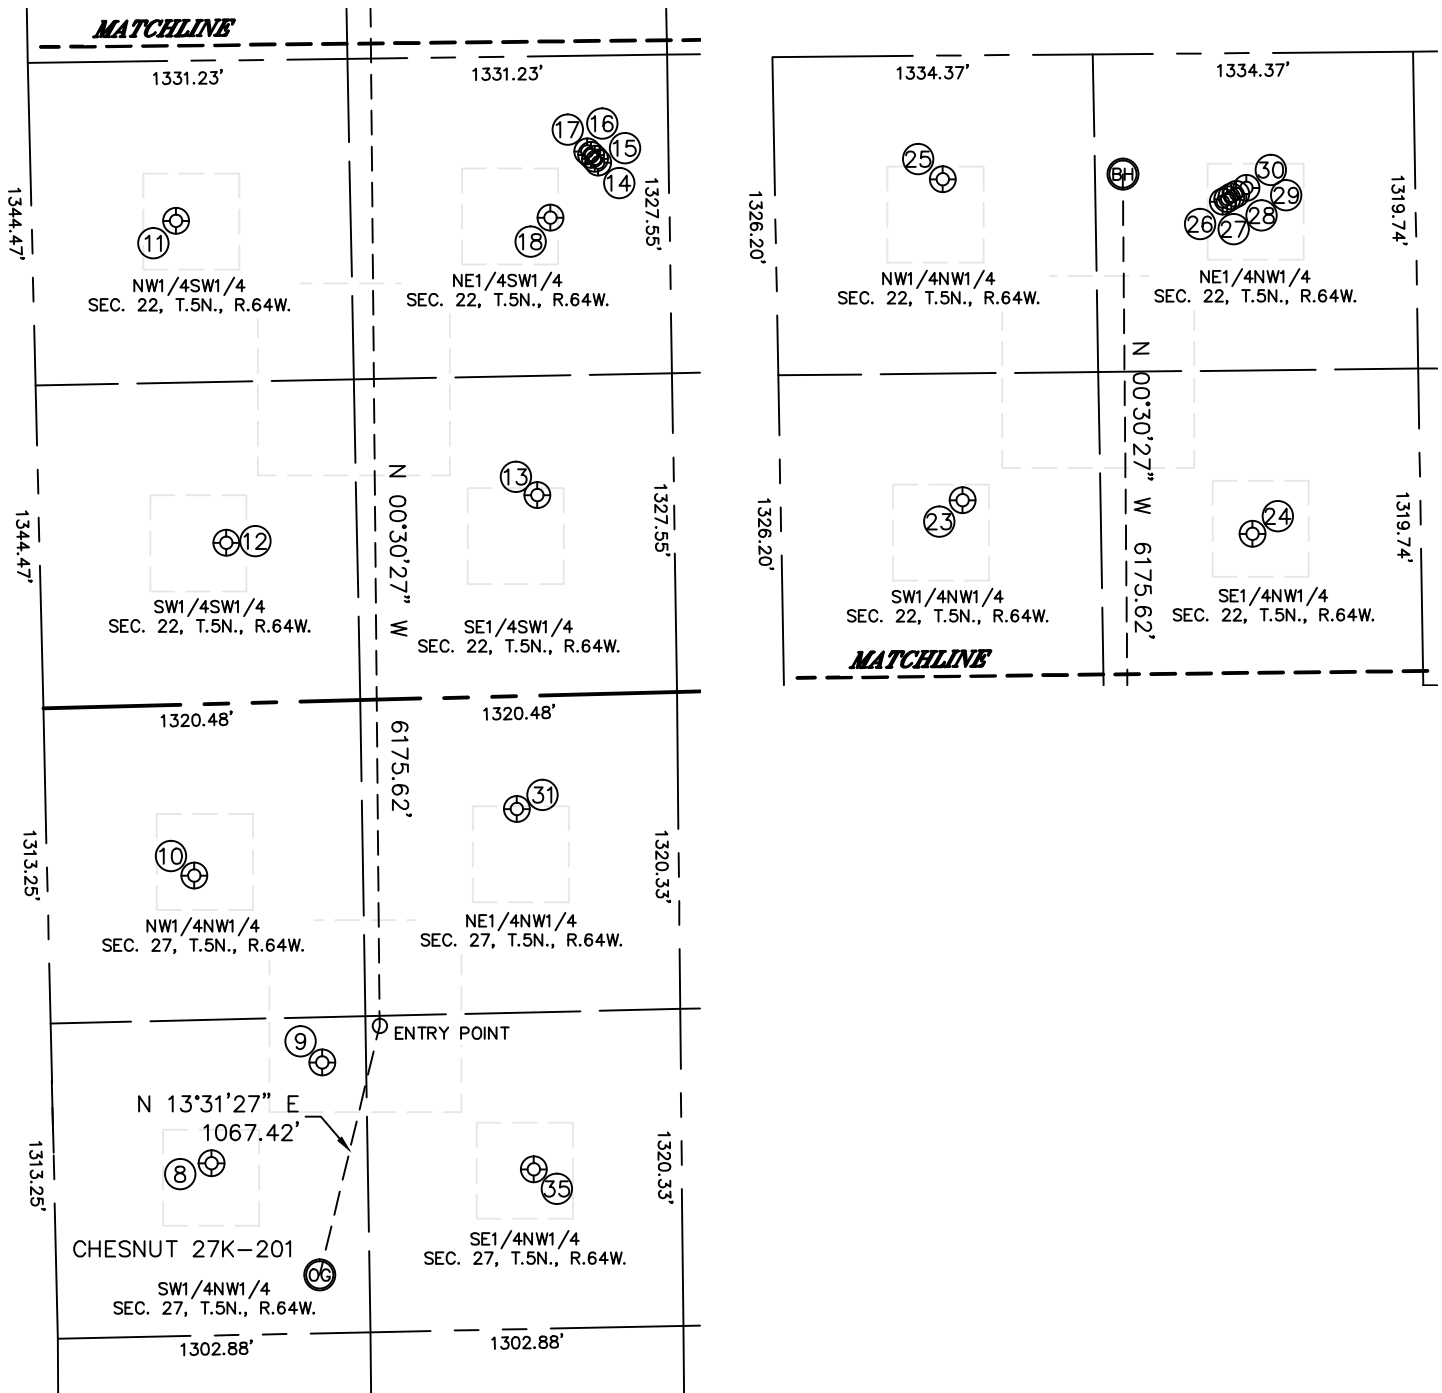 MATCHLINE
1331.23'
1331.23'
17
16
15
14
1344.47'
1327.55'
11
18
NW1/4SW1/4
SEC. 22, T.5N., R.64W.
NE1/4SW1/4
SEC. 22, T.5N., R.64W.
13
12
N 00°30'27" W 6175.62'
1344.47'
1327.55'
SW1/4SW1/4
SEC. 22, T.5N., R.64W.
SE1/4SW1/4
SEC. 22, T.5N., R.64W.
1320.48'
1320.48'
31
10
1313.25'
1320.33'
NW1/4NW1/4
SEC. 27, T.5N., R.64W.
NE1/4NW1/4
SEC. 27, T.5N., R.64W.
9
ENTRY POINT
N 13°31'27" E
1067.42'
8
35
1313.25'
1320.33'
CHESNUT 27K-201
OG
SW1/4NW1/4
SEC. 27, T.5N., R.64W.
SE1/4NW1/4
SEC. 27, T.5N., R.64W.
1302.88'
1302.88'
1334.37'
1334.37'
25
BH
30
29
28
27
26
1326.20'
1319.74'
NW1/4NW1/4
SEC. 22, T.5N., R.64W.
NE1/4NW1/4
SEC. 22, T.5N., R.64W.
N 00°30'27" W 6175.62'
23
24
1326.20'
1319.74'
SW1/4NW1/4
SEC. 22, T.5N., R.64W.
SE1/4NW1/4
SEC. 22, T.5N., R.64W.
MATCHLINE